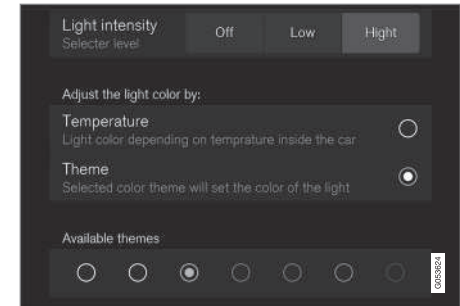 Light intensity
Selecter level
Off
Low
Hight
Adjust the light color by:
Temperature
Light color depending on temprature inside the car
Theme
Selected color theme will set the color of the light
Available themes
G053624